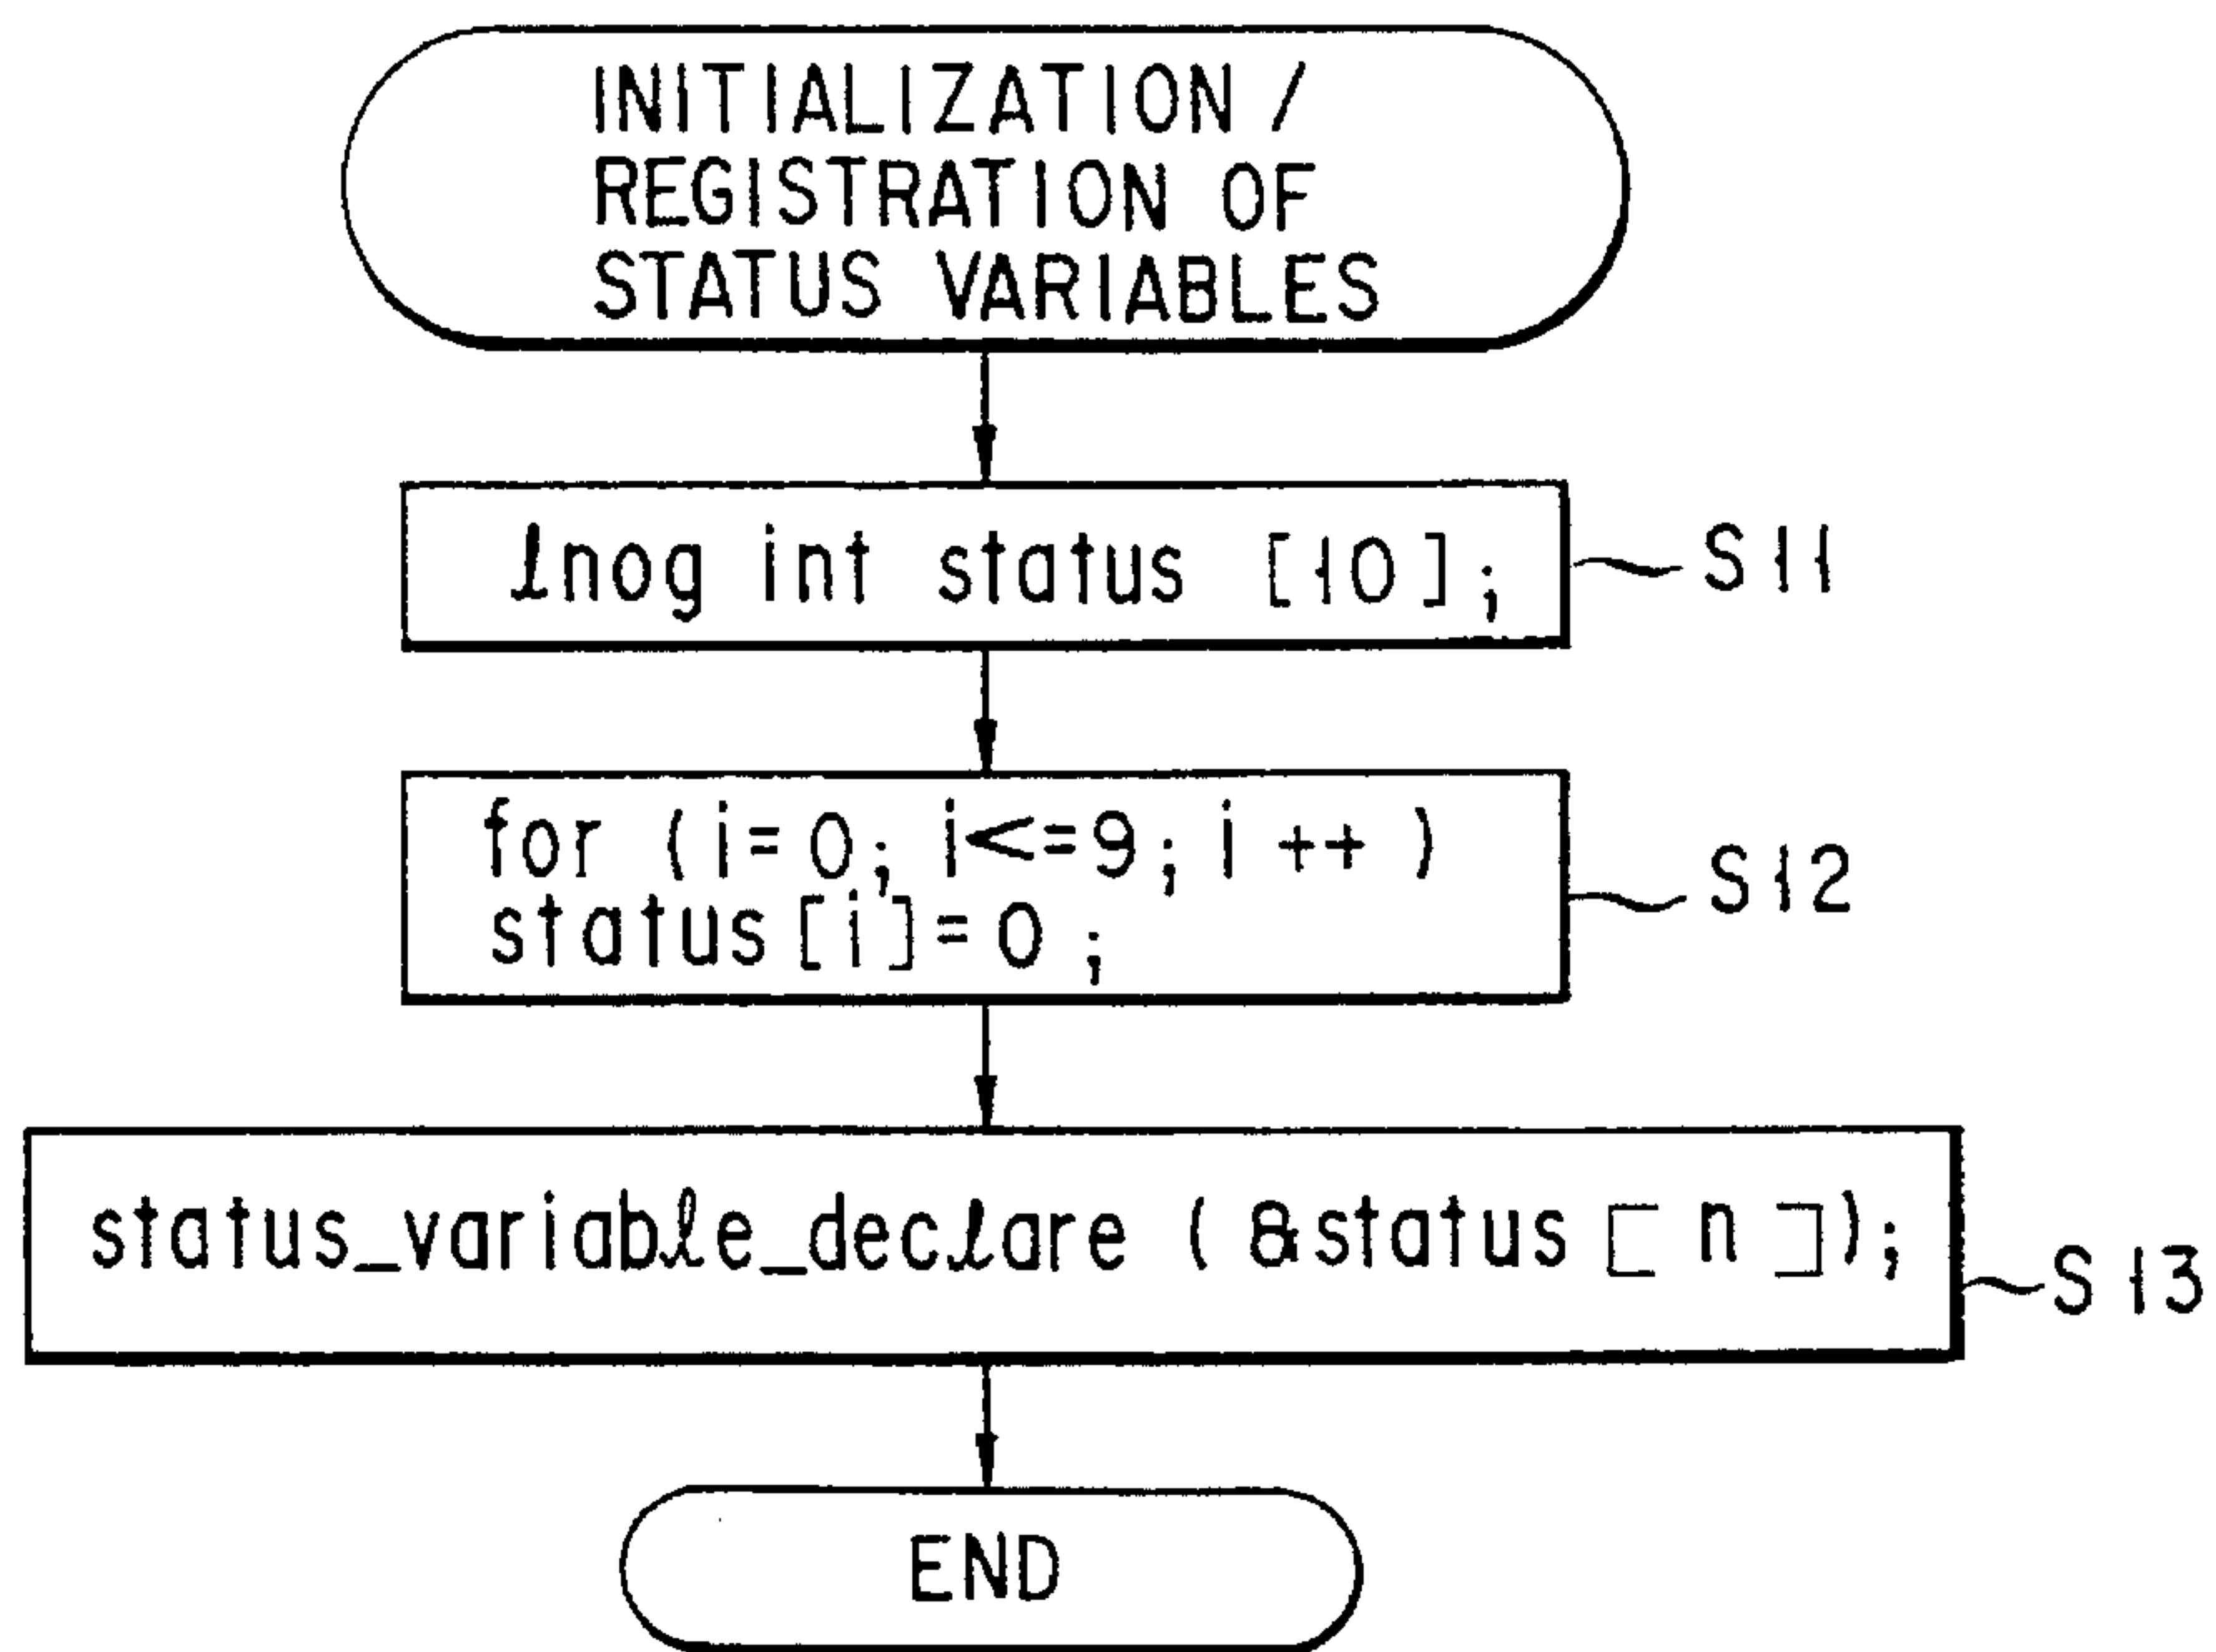 INITIALIZATION /
REGISTRATION OF
STATUS VARIABLES
lnog int status [10];
S11
for (i=0; i<=9; i ++ )
status[i]=0;
S12
status_variable_declare ( &status [ n ]);
S13
END